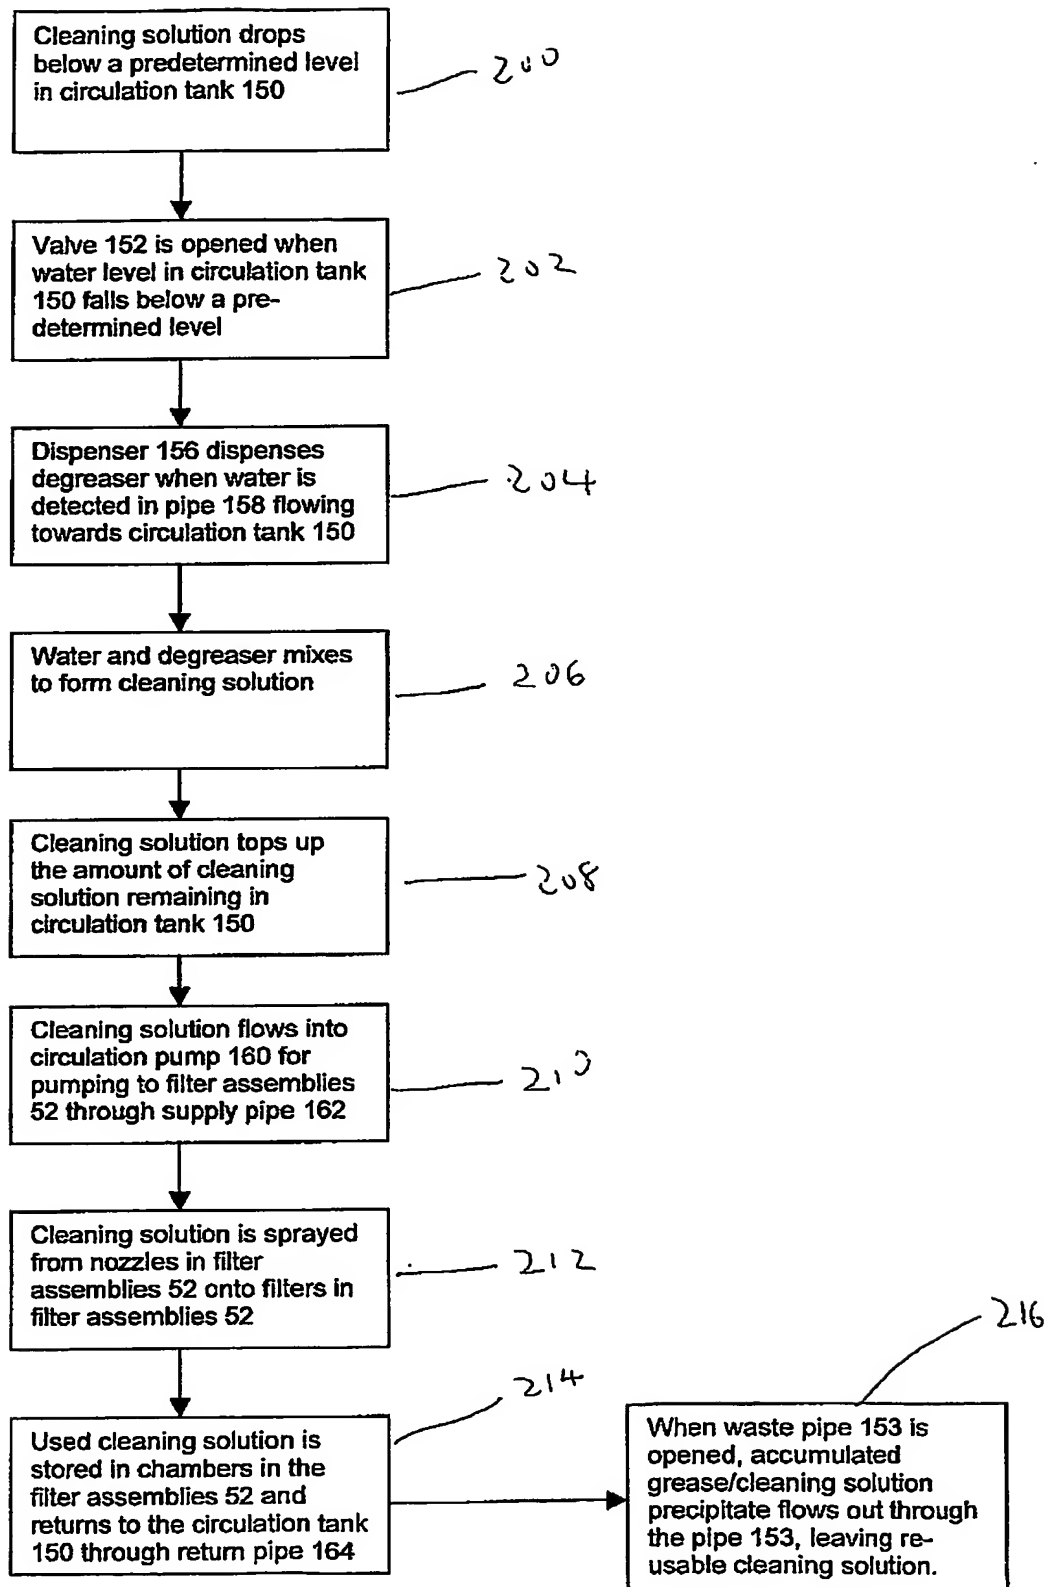 Cleaning solution drops
below a predetermined level
in circulation tank 150
200
Valve 152 is opened when
water level in circulation tank
150 falls below a pre-
determined level
202
Dispenser 156 dispenses
degreaser when water is
detected in pipe 158 flowing
towards circulation tank 150
204
Water and degreaser mixes
to form cleaning solution
206
Cleaning solution tops up
the amount of cleaning
solution remaining in
circulation tank 150
208
Cleaning solution flows into
circulation pump 160 for
pumping to filter assemblies
52 through supply pipe 162
210
Cleaning solution is sprayed
from nozzles in filter
assemblies 52 onto filters in
filter assemblies 52
212
Used cleaning solution is
stored in chambers in the
filter assemblies 52 and
returns to the circulation tank
150 through return pipe 164
214
When waste pipe 153 is
opened, accumulated
grease/cleaning solution
precipitate flows out through
the pipe 153, leaving re-
usable cleaning solution.
216